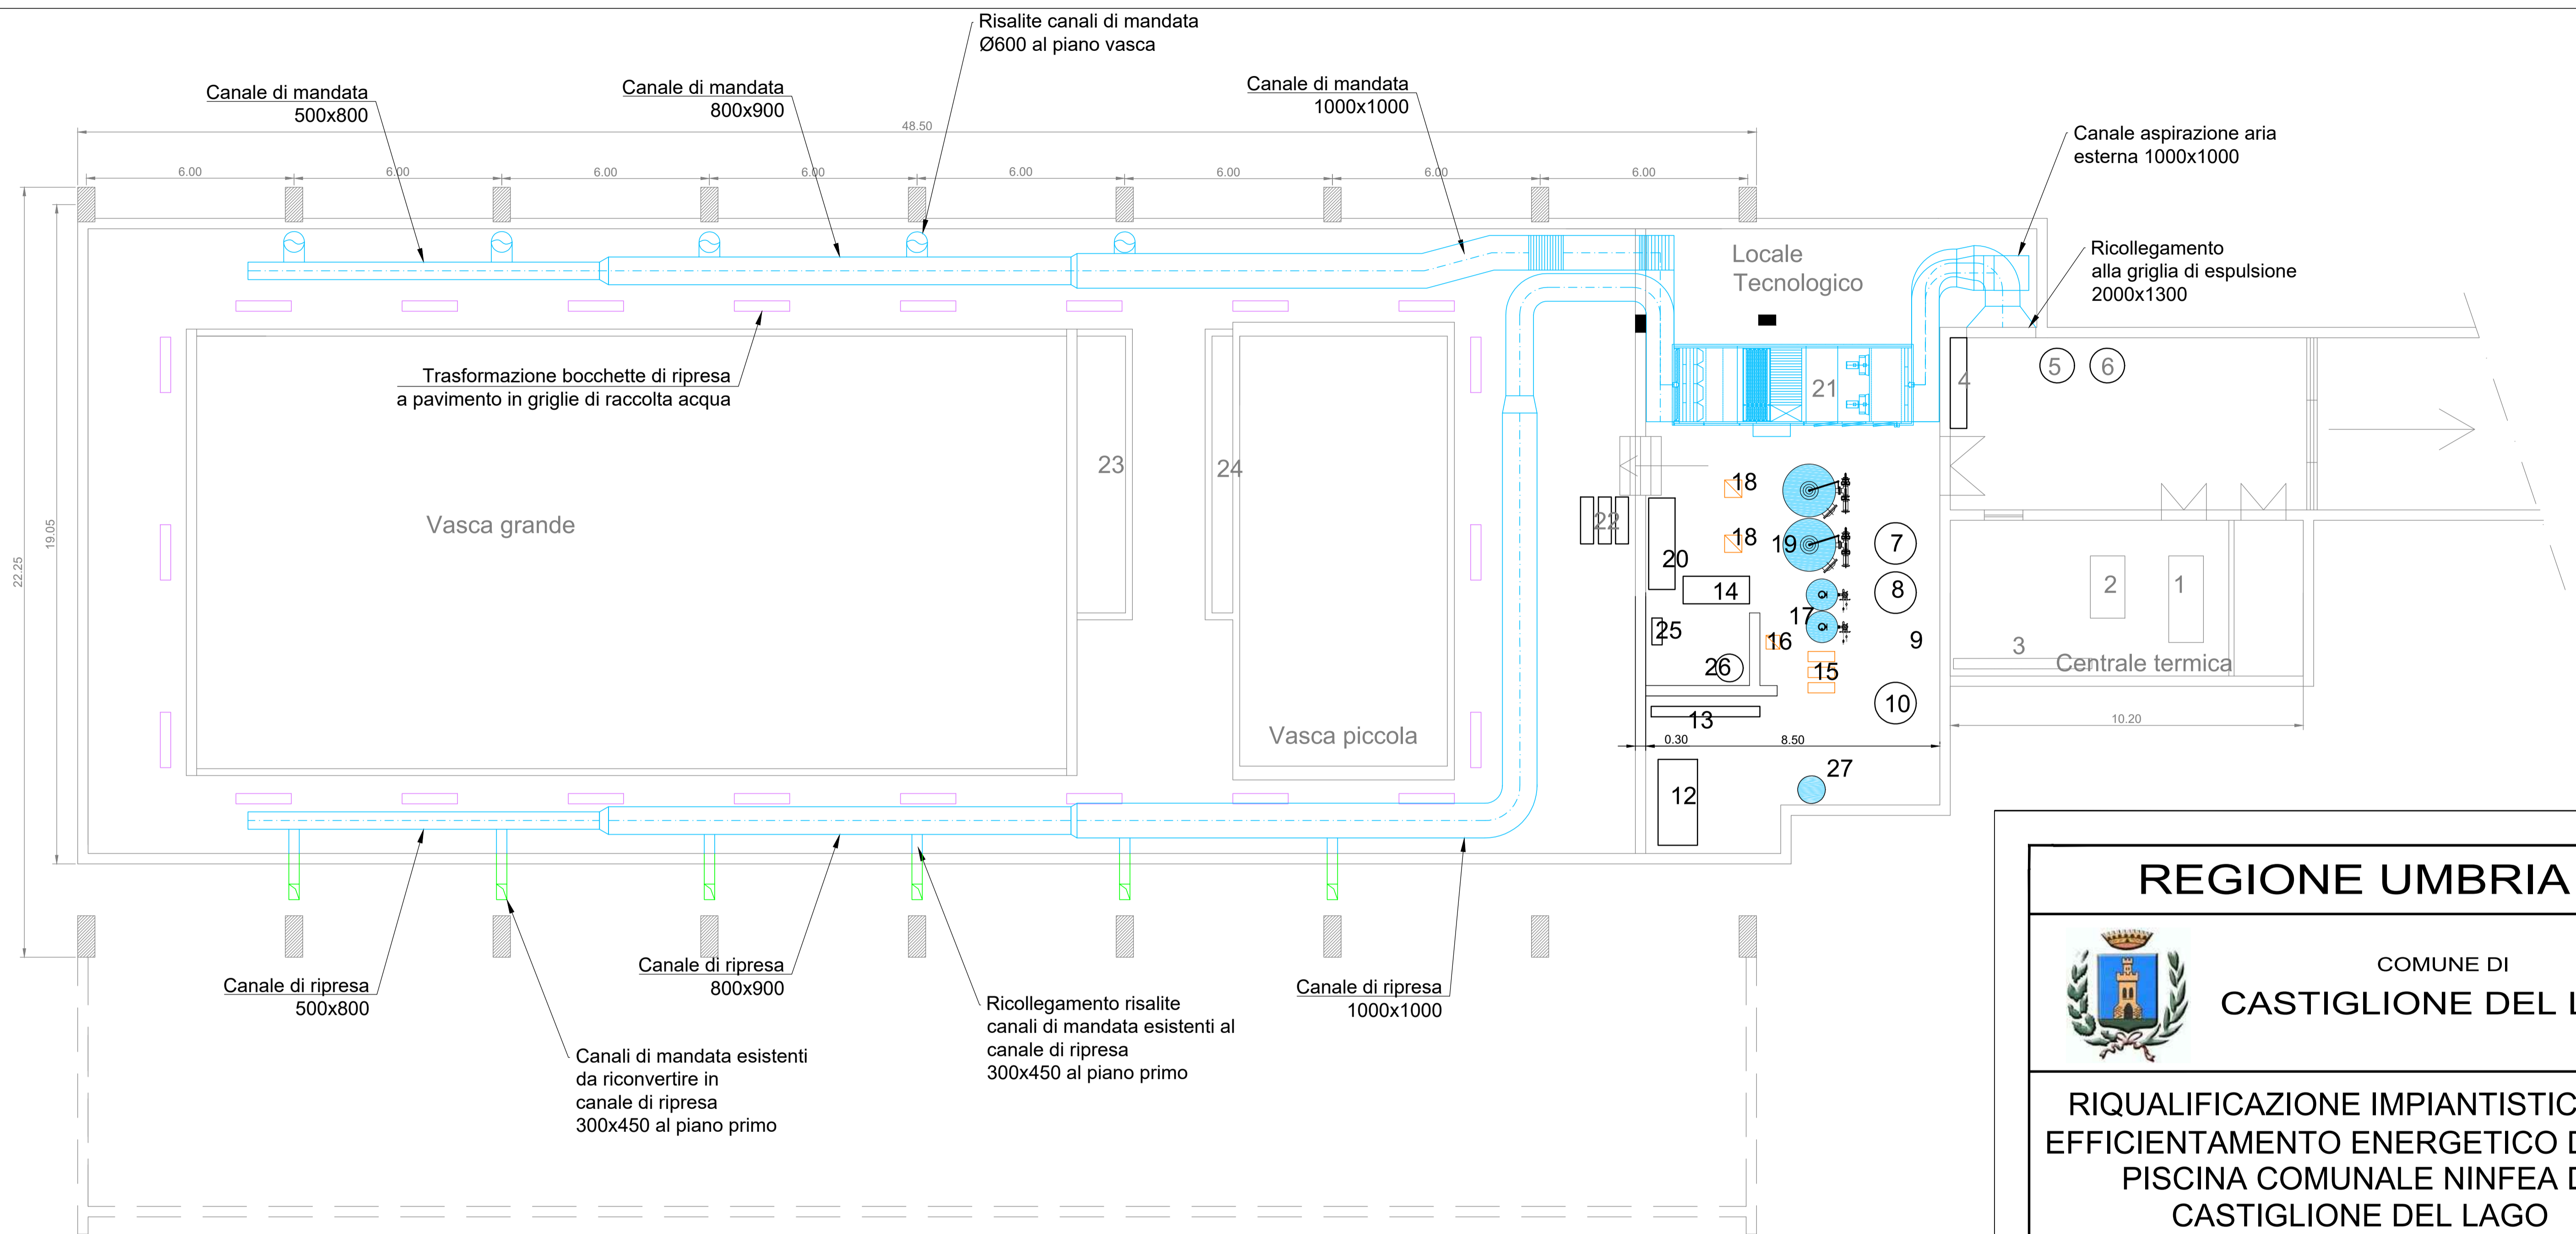 Risalite canali di mandata
Ø600 al piano vasca
Canale di mandata
500x800
Canale di mandata
800x900
Canale di mandata
1000x1000
Canale aspirazione aria
esterna 1000x1000
48.50
6.00
6.00
6.00
6.00
6.00
6.00
6.00
6.00
Ricollegamento
alla griglia di espulsione
2000x1300
Locale
Tecnologico
Trasformazione bocchette di ripresa
a pavimento in griglie di raccolta acqua
21
4
5
6
22.25
19.05
Vasca grande
23
24
Vasca piccola
22
18
18
19
20
14
17
25
16
26
15
13
7
8
9
10
2
1
3
Centrale termica
10.20
0.30
8.50
12
27
Canale di ripresa
500x800
Canale di ripresa
800x900
Canale di ripresa
1000x1000
Canali di mandata esistenti
da riconvertire in
canale di ripresa
300x450 al piano primo
Ricollegamento risalite
canali di mandata esistenti al
canale di ripresa
300x450 al piano primo
REGIONE UMBRIA
COMUNE DI
CASTIGLIONE DEL L
RIQUALIFICAZIONE IMPIANTISTIC
EFFICIENTAMENTO ENERGETICO D
PISCINA COMUNALE NINFEA D
CASTIGLIONE DEL LAGO